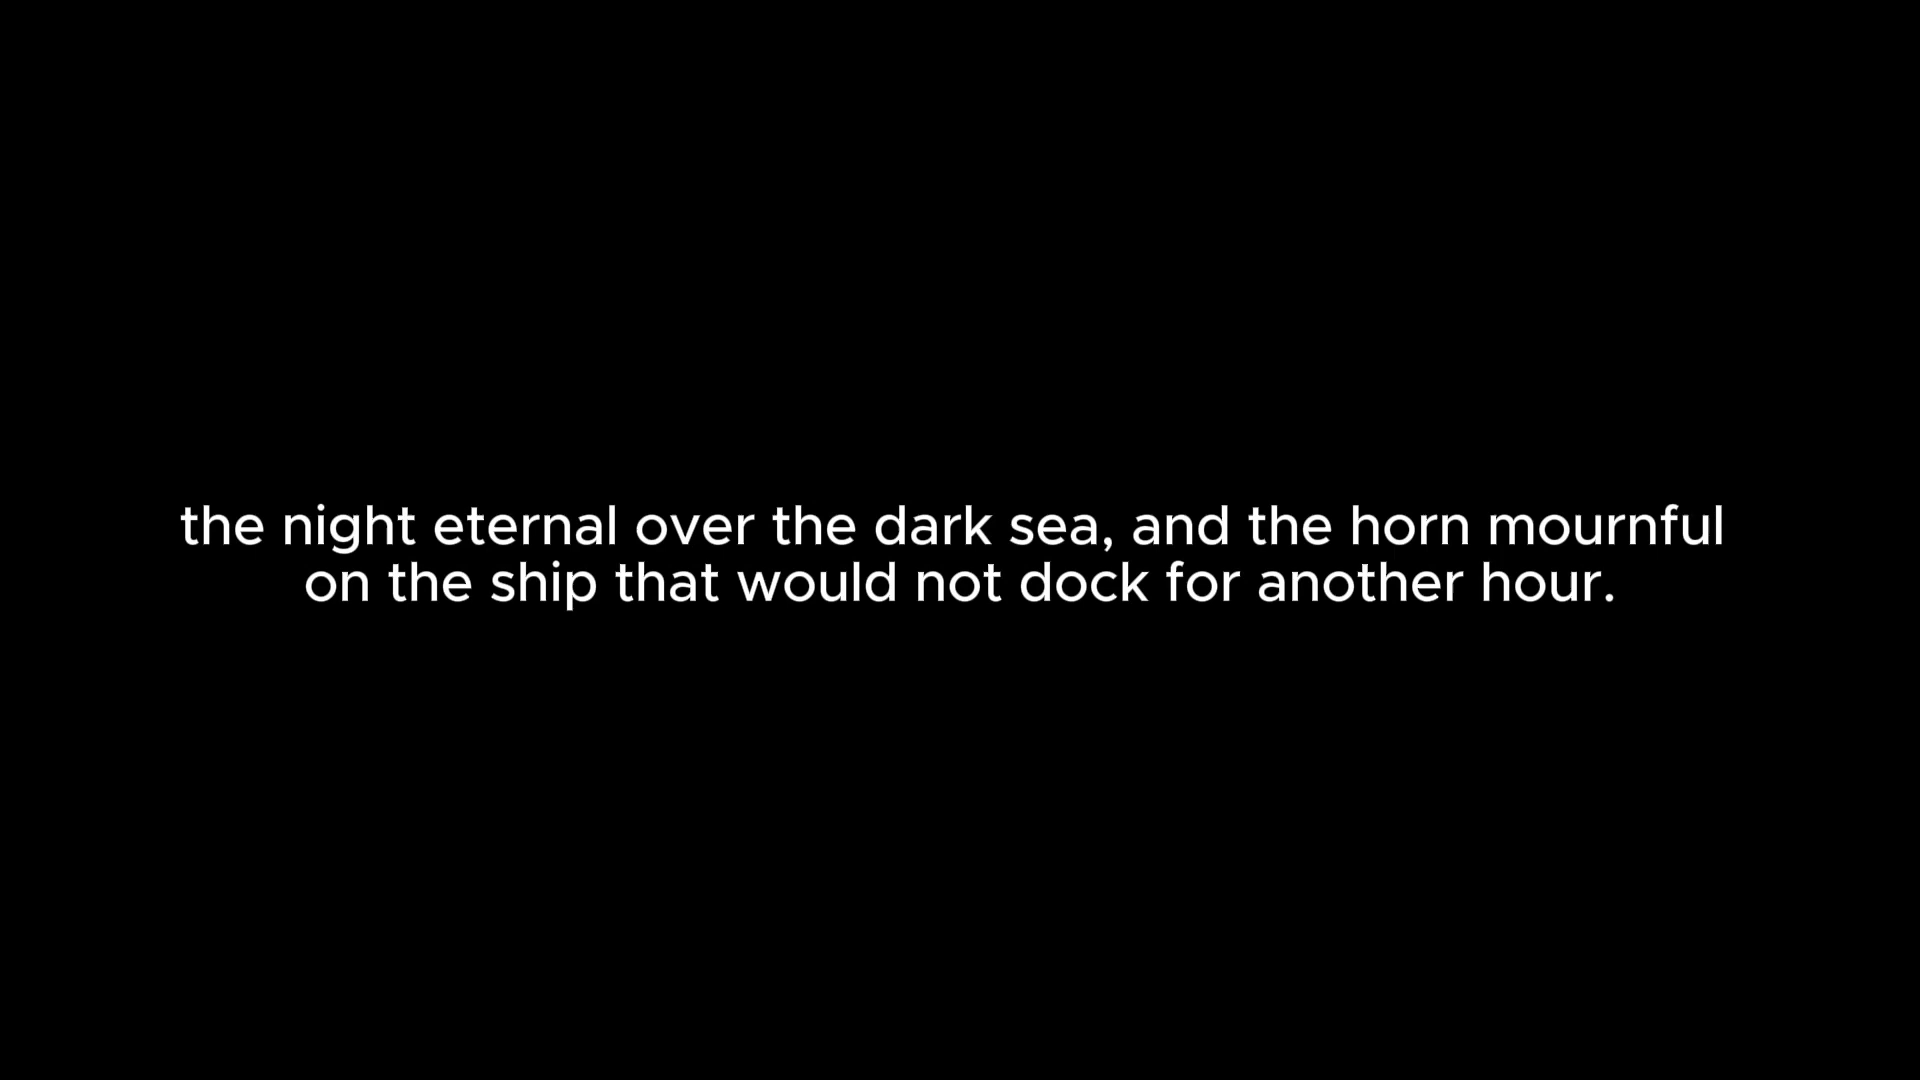 the night eternal over the dark sea, and the horn mournful
on the ship that would not dock for another hour.